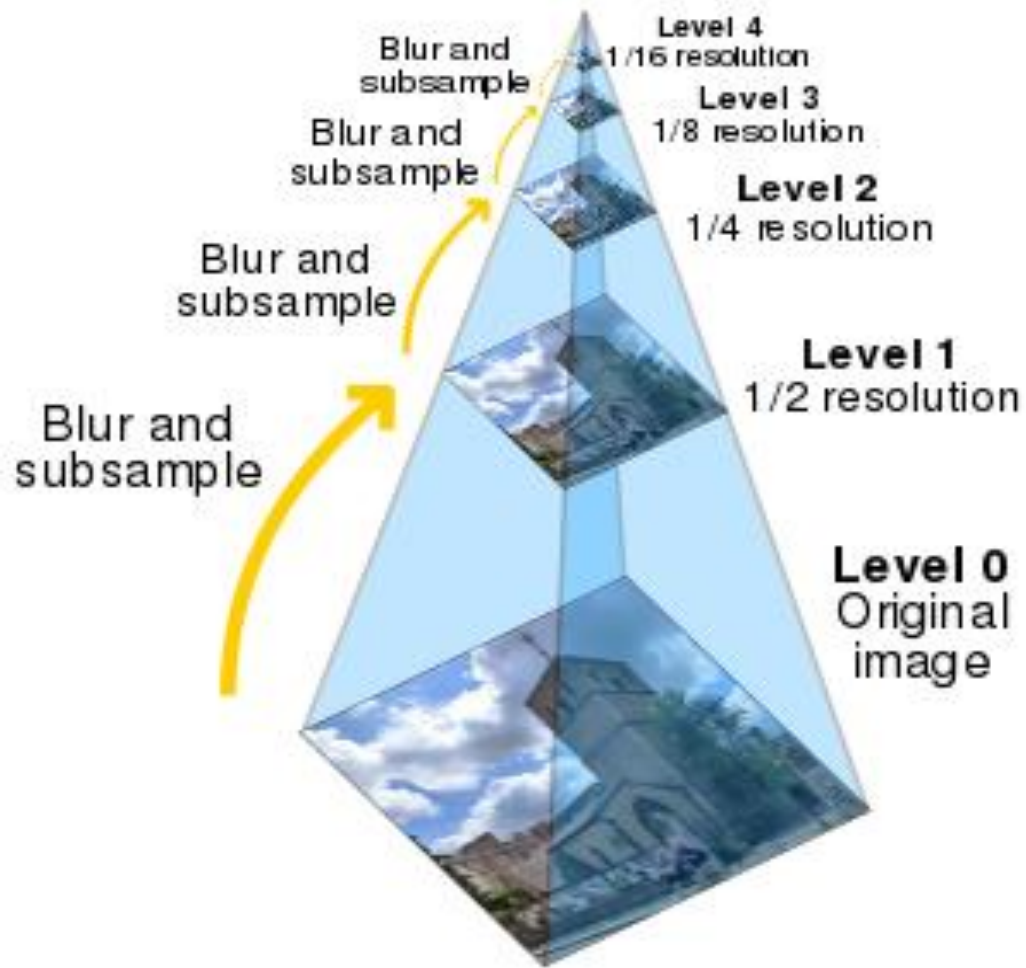 Level 4
1/16 resolution
Blur and
subsample
Level 3
1/8 resolution
Blur and
subsample
Level 2
1/4 resolution
Blur and
subsample
Level 1
1/2 resolution
Blur and
subsample
Level 0
Original
image